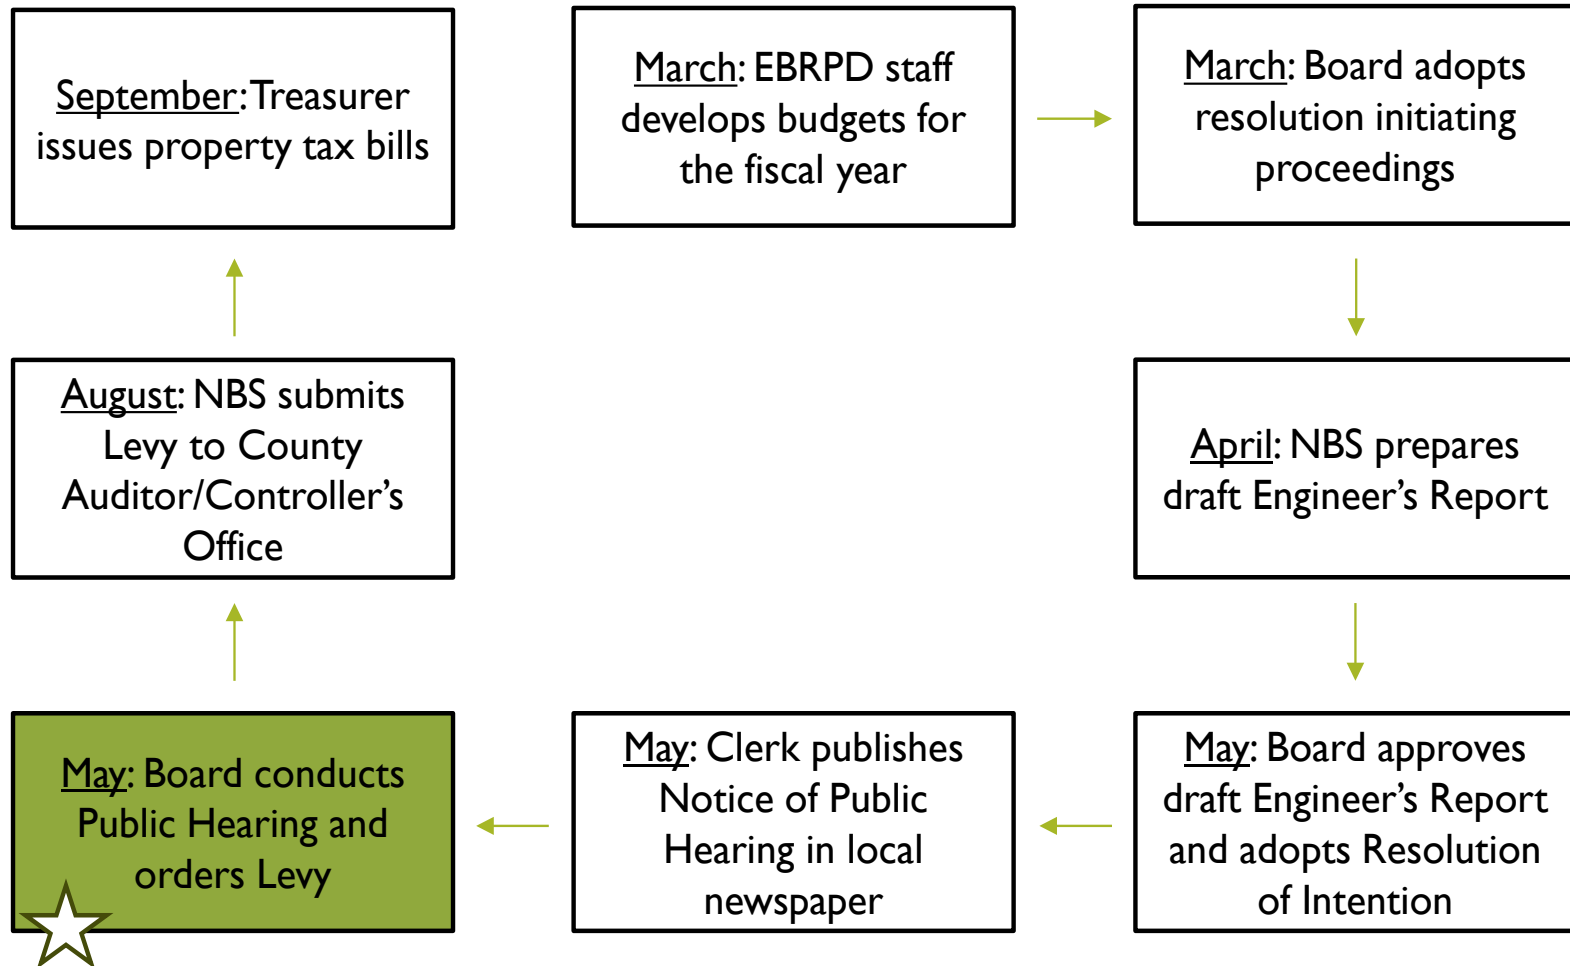 September: Treasurer
issues property tax bills
March: EBRPD staff
develops budgets for
the fiscal year
March: Board adopts
resolution initiating
proceedings
August: NBS submits
Levy to County
Auditor/Controller’s
Office
April: NBS prepares
draft Engineer’s Report
May: Board conducts
Public Hearing and
orders Levy
May: Clerk publishes
Notice of Public
Hearing in local
newspaper
May: Board approves
draft Engineer’s Report
and adopts Resolution
of Intention